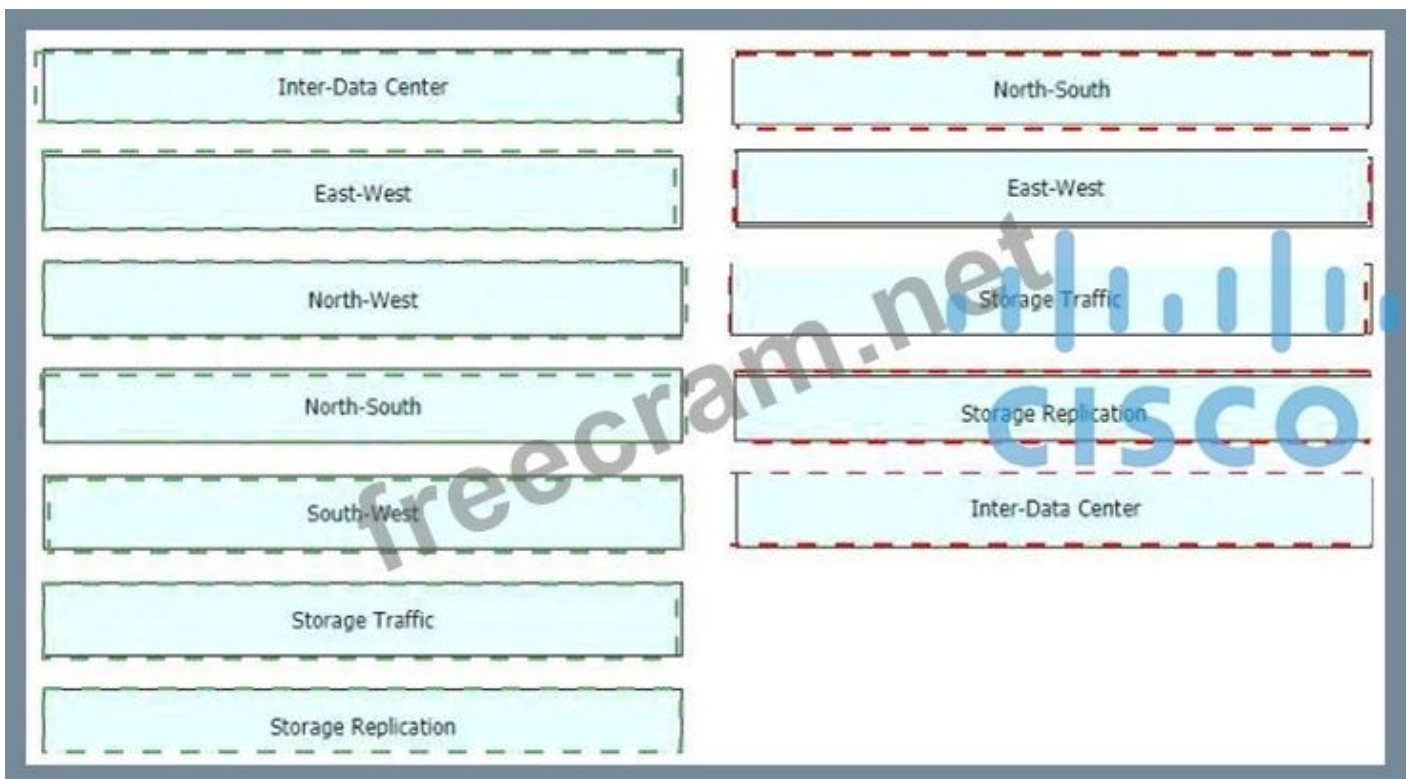 Inter-Data Center
East-West
North-West
North-South
South-West
Storage Traffic
Storage Replication
North-South
East-West
Storage Traffic
Storage Replication
Inter-Data Center
freecram.net
CISCO